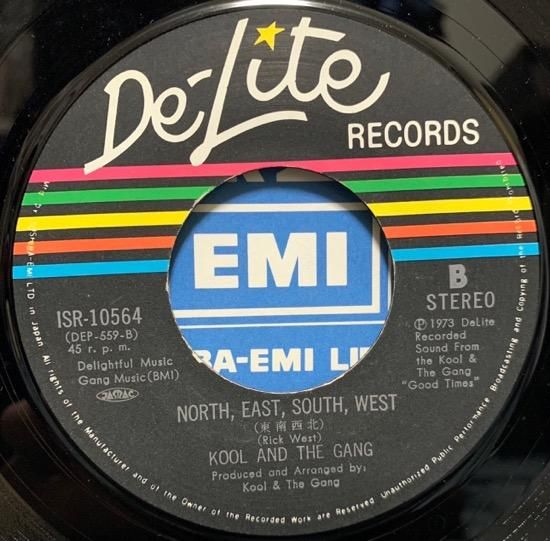 De-Lite
RECORDS
EMI
BA-EMI LI
ISR-10564
(DEP-559-B)
45 r. p. m.
Delightful Music
Gang Music(BMI)
JASRAC
B
STEREO
Ⓟ 1973 DeLite
Recorded
Sound From
the Kool &
The Gang
"Good Times"
NORTH, EAST, SOUTH, WEST
(東南西北)
(Rick West)
KOOL AND THE GANG
Produced and Arranged by:
Kool & The Gang
-EMI LTD in Japan. All rights of the Manufacturer and of the Owner of the Recorded Work are Reserved Unauthorized Public Performance Broadcasting and Copying of the Record Prohibited